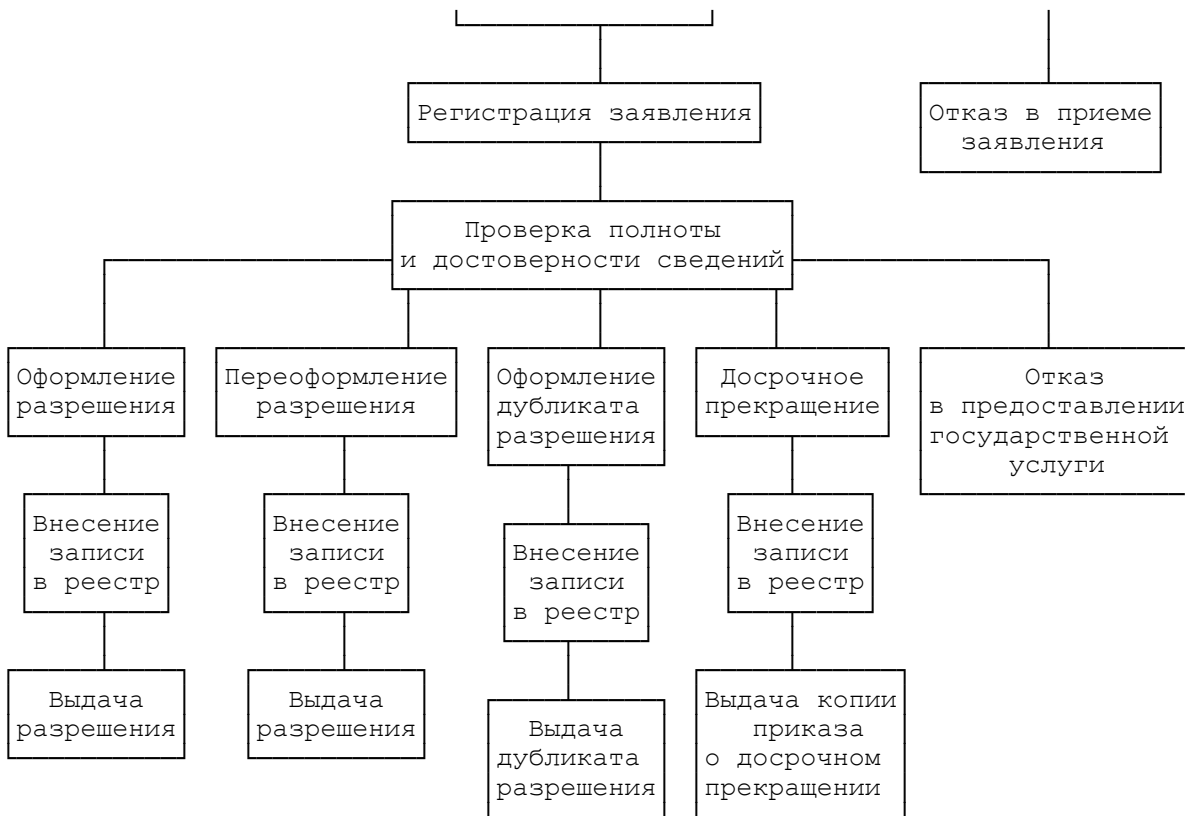 Регистрация заявления
Отказ в приеме
заявления
Проверка полноты
и достоверности сведений
Оформление
разрешения
Переоформление
разрешения
Оформление
дубликата
разрешения
Досрочное
прекращение
Отказ
в предоставлении
государственной
услуги
Внесение
записи
в реестр
Внесение
записи
в реестр
Внесение
записи
в реестр
Внесение
записи
в реестр
Выдача
разрешения
Выдача
разрешения
Выдача
дубликата
разрешения
Выдача копии
приказа
о досрочном
прекращении